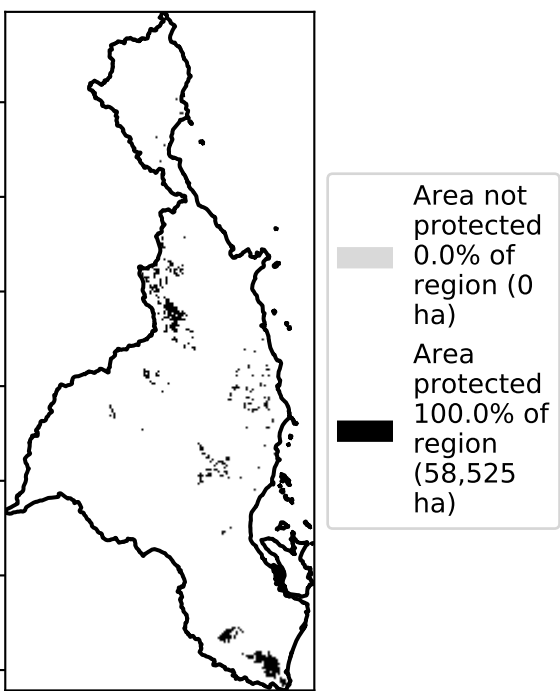 Area not
protected
0.0% of
region (0
ha)
Area
protected
100.0% of
region
(58,525
ha)